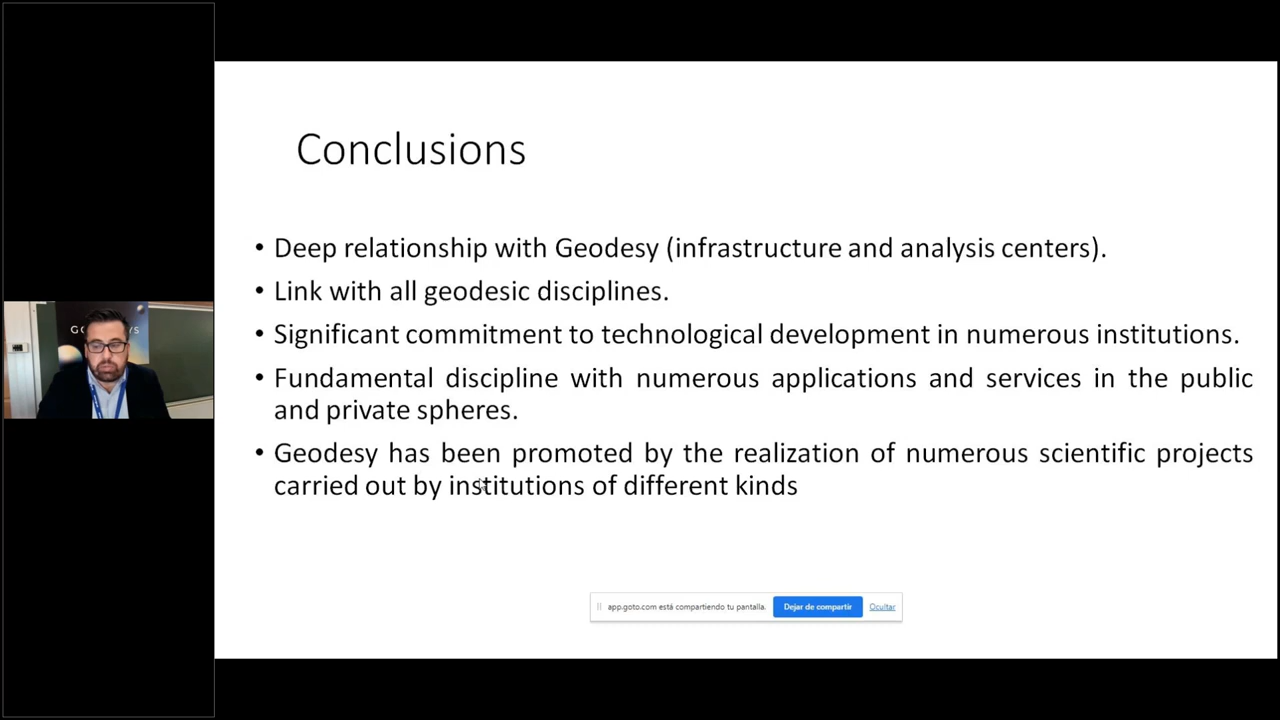 Conclusions
• Deep relationship with Geodesy (infrastructure and analysis centers).
• Link with all geodesic disciplines.
• Significant commitment to technological development in numerous institutions.
• Fundamental discipline with numerous applications and services in the public
and private spheres.
• Geodesy has been promoted by the realization of numerous scientific projects
carried out by institutions of different kinds
app.goto.com está compartiendo tu pantalla.
Dejar de compartir
Ocultar